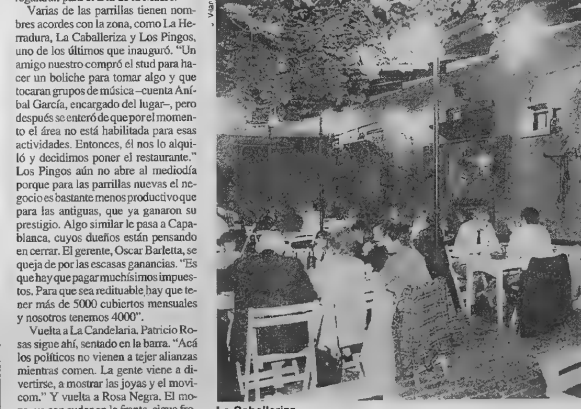 Varias de las parrillas tienen nom-
bres acordes con la zona, como La He-
rradura, La Caballeriza y Los Pingos,
uno de los últimos que inauguró. “Un
amigo nuestro compró el stud para ha-
cer un boliche para tomar algo y que
tocaran grupos de música –cuenta Aní-
bal García, encargado del lugar–, pero
después se enteró de que por el momen-
to el área no está habilitada para esas
actividades. Entonces, él nos lo alqui-
ló y decidimos poner el restaurante.”
Los Pingos aún no abre al mediodía
porque para las parrillas nuevas el ne-
gocio es bastante menos productivo que
para las antiguas, que ya ganaron su
prestigio. Algo similar le pasa a Capa-
blanca, cuyos dueños están pensando
en cerrar. El gerente, Oscar Barletta, se
queja de por las escasas ganancias. “Es
que hay que pagar muchísimos impues-
tos. Para que sea redituable hay que te-
ner más de 5000 cubiertos mensuales
y nosotros tenemos 4000”.
Vuelta a La Candelaria. Patricio Ro-
sas sigue ahí, sentado en la barra. “Acá
los políticos no vienen a tejer alianzas
mientras comen. La gente viene a di-
vertirse, a mostrar las joyas y el movi-
com.” Y vuelta a Rosa Negra. El mo-
La Caballeriza